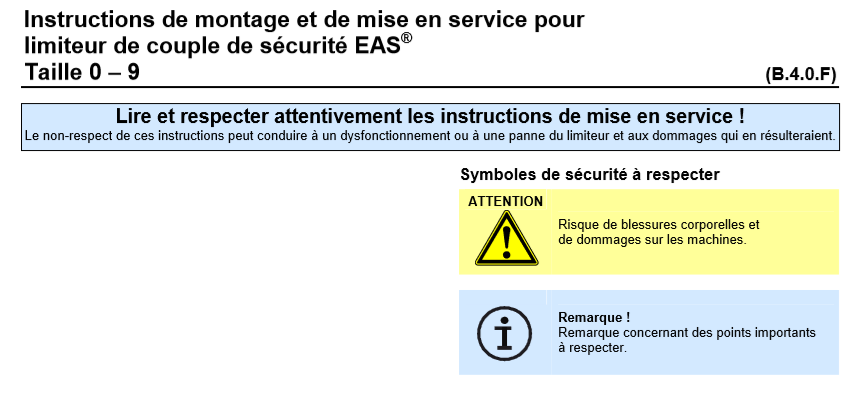 Instructions de montage et de mise en service pour
limiteur de couple de sécurité EAS®
Taille 0 – 9
(B.4.0.F)
Lire et respecter attentivement les instructions de mise en service !
Le non-respect de ces instructions peut conduire à un dysfonctionnement ou à une panne du limiteur et aux dommages qui en résulteraient.
Symboles de sécurité à respecter
ATTENTION
Risque de blessures corporelles et
de dommages sur les machines.
Remarque !
Remarque concernant des points importants
à respecter.